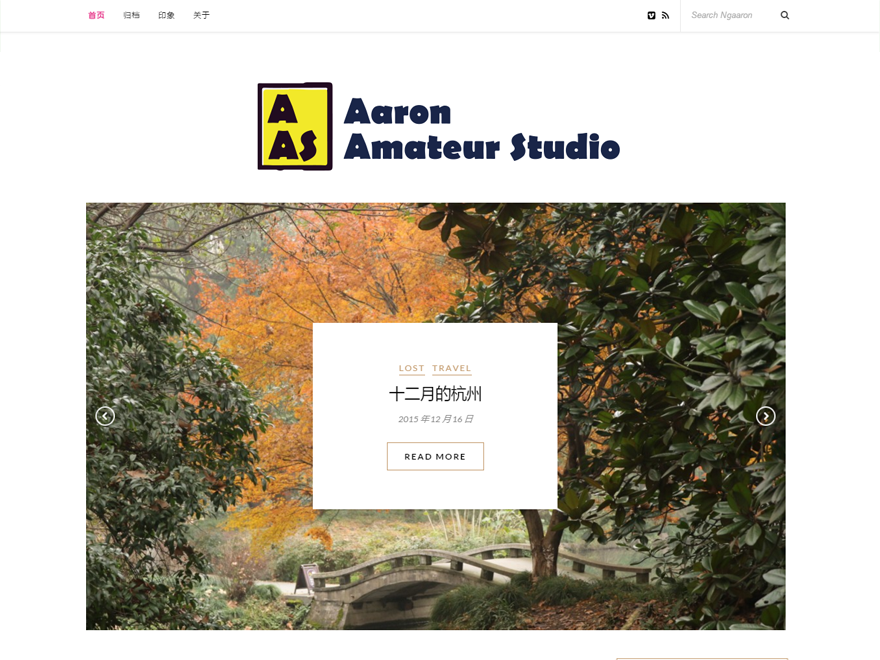 首页 归档 印象 关于 Search Ngaaron
A
AS
Aaron
Amateur Studio
LOST TRAVEL
十二月的杭州
2015 年 12 月 16 日
READ MORE